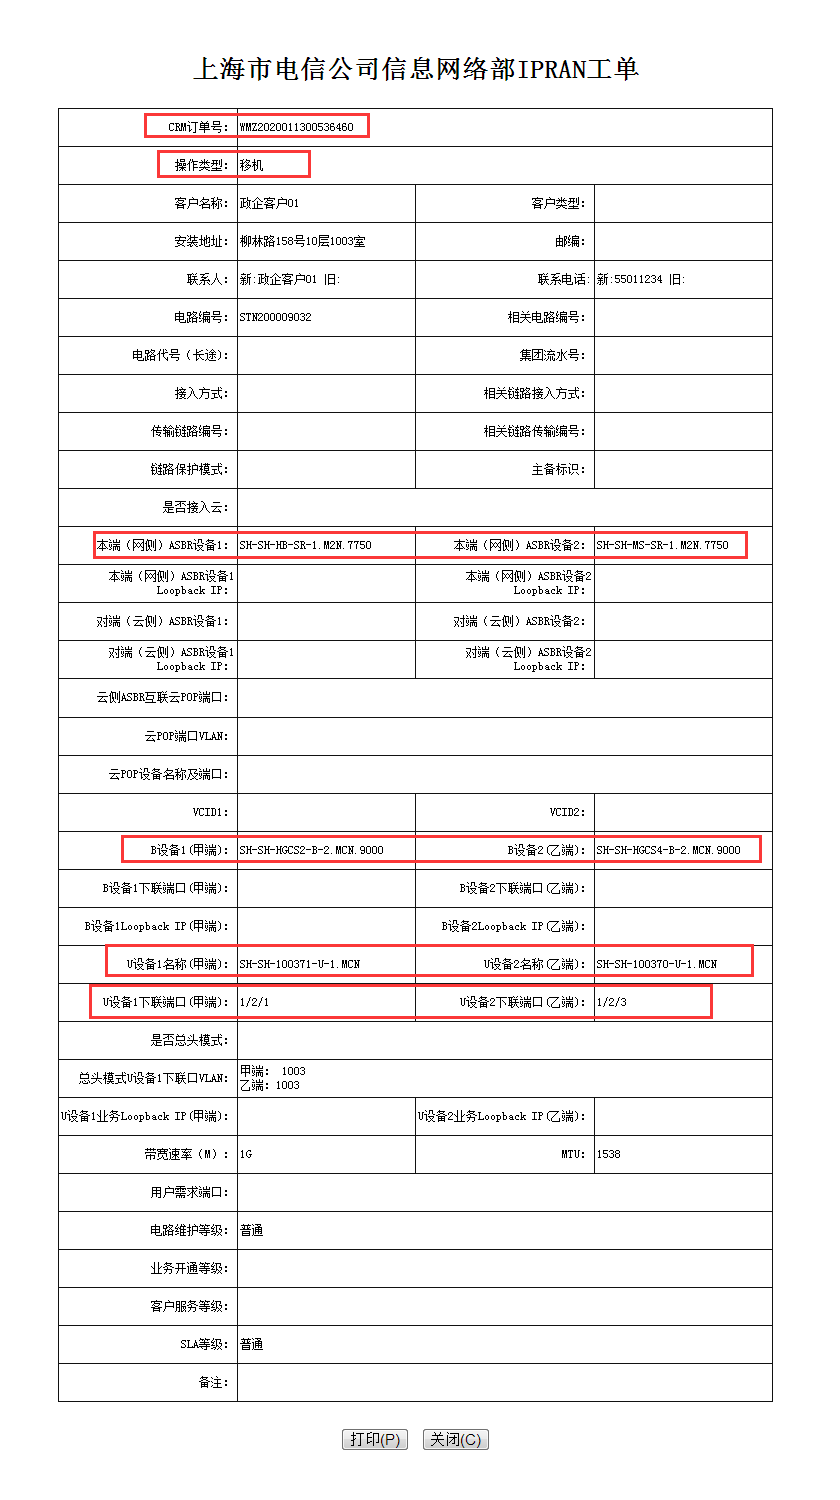 上海市电信公司信息网络部IPRAN工单
CRM订单号: WMZ2020011300536460
操作类型: 移机
客户名称: 政企客户01 客户类型:
安装地址: 柳林路158号10层1003室 邮编:
联系人: 新:政企客户01 旧: 联系电话: 新:55011234 旧:
电路编号: STN200009032 相关电路编号:
电路代号（长途): 集团流水号:
接入方式: 相关链路接入方式:
传输链路编号: 相关链路传输编号:
链路保护模式: 主备标识:
是否接入云:
本端（网侧）ASBR设备1: SH-SH-HB-SR-1.M2N.7750 本端（网侧）ASBR设备2: SH-SH-MS-SR-1.M2N.7750
本端（网侧）ASBR设备1 本端（网侧）ASBR设备2
Loopback IP: Loopback IP:
对端（云侧）ASBR设备1: 对端（云侧）ASBR设备2:
对端（云侧）ASBR设备1 对端（云侧）ASBR设备2
Loopback IP: Loopback IP:
云侧ASBR互联云POP端口:
云POP端口VLAN:
云POP设备名称及端口:
VCID1: VCID2:
B设备1(甲端): SH-SH-HGCS2-B-2.MCN.9000 B设备2(乙端): SH-SH-HGCS4-B-2.MCN.9000
B设备1下联端口(甲端): B设备2下联端口(乙端):
B设备1Loopback IP(甲端): B设备2Loopback IP(乙端):
U设备1名称(甲端): SH-SH-100371-U-1.MCN U设备2名称(乙端): SH-SH-100370-U-1.MCN
U设备1下联端口(甲端): 1/2/1 U设备2下联端口(乙端): 1/2/3
是否总头模式:
总头模式U设备1下联口VLAN: 甲端: 1003
乙端: 1003
U设备1业务Loopback IP(甲端): U设备2业务Loopback IP(乙端):
带宽速率（M）: 1G MTU: 1538
用户需求端口:
电路维护等级: 普通
业务开通等级:
客户服务等级:
SLA等级: 普通
备注:
打印(P) 关闭(C)